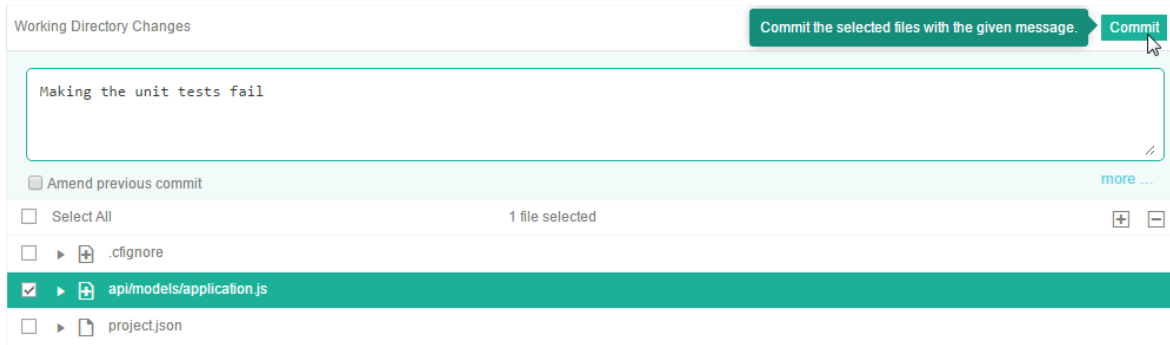 Working Directory Changes
Commit the selected files with the given message.
Commit
Making the unit tests fail
Amend previous commit
more ...
Select All
1 file selected
.cfignore
api/models/application.js
project.json